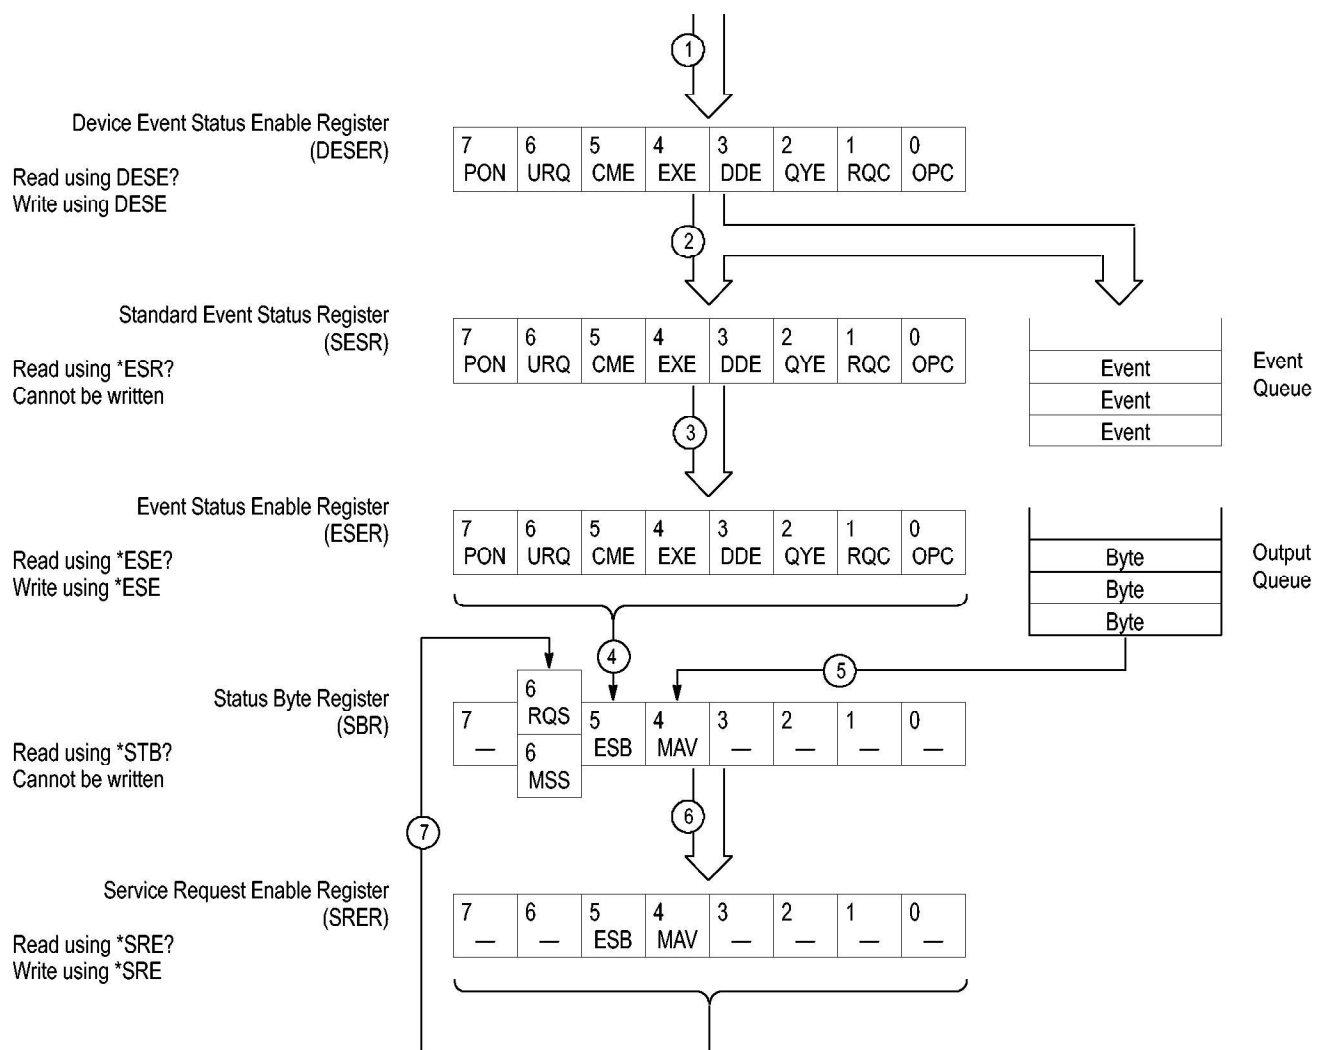 1
Device Event Status Enable Register
(DESER)
Read using DESE?
Write using DESE
7 6 5 4 3 2 1 0
PON URQ CME EXE DDE QYE RQC OPC
2
Standard Event Status Register
(SESR)
Read using *ESR?
Cannot be written
7 6 5 4 3 2 1 0
PON URQ CME EXE DDE QYE RQC OPC
Event
Event
Event
Event
Queue
3
Event Status Enable Register
(ESER)
Read using *ESE?
Write using *ESE
7 6 5 4 3 2 1 0
PON URQ CME EXE DDE QYE RQC OPC
Byte
Byte
Byte
Output
Queue
4
5
Status Byte Register
(SBR)
Read using *STB?
Cannot be written
6
RQS
7 5 4 3 2 1 0
— ESB MAV — — — —
6
MSS
6
7
Service Request Enable Register
(SRER)
Read using *SRE?
Write using *SRE
7 6 5 4 3 2 1 0
— — ESB MAV — — — —